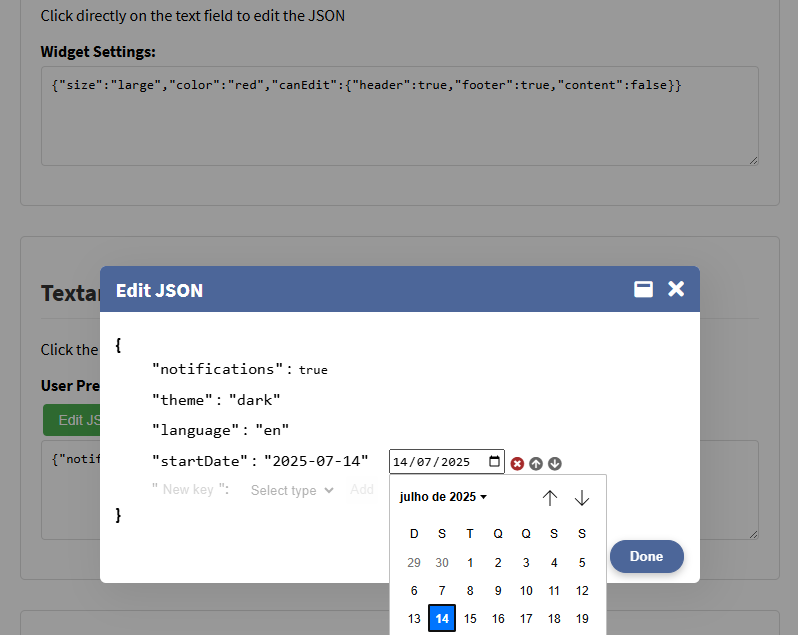 Click directly on the text field to edit the JSON
Widget Settings:
{"size":"large","color":"red","canEdit":{"header":true,"footer":true,"content":false}}
Texta
Click the
User Pre
Edit JS
{"notif
Edit JSON
{
"notifications": true
"theme": "dark"
"language": "en"
"startDate": "2025-07-14" 14/07/2025
" New key ": Select type Add
}
julho de 2025
D S T Q Q S S
29 30 1 2 3 4 5
6 7 8 9 10 11 12
13 14 15 16 17 18 19
Done